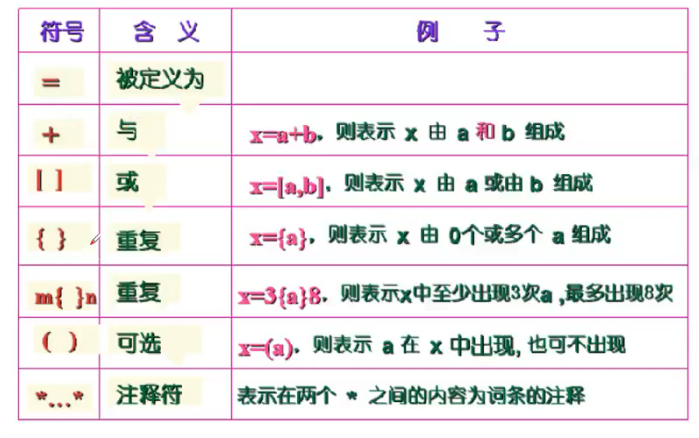 符号 含 义 例 子
= 被定义为
+ 与 x=a+b，则表示 x 由 a 和 b 组成
[ ] 或 x=[a,b]，则表示 x 由 a 或由 b 组成
{ } 重复 x={a}，则表示 x 由 0个或多个 a 组成
m{ }n 重复 x=3{a}8，则表示x中至少出现3次a ,最多出现8次
( ) 可选 x=(a)，则表示 a 在 x 中出现, 也可不出现
*...* 注释符 表示在两个 * 之间的内容为词条的注释